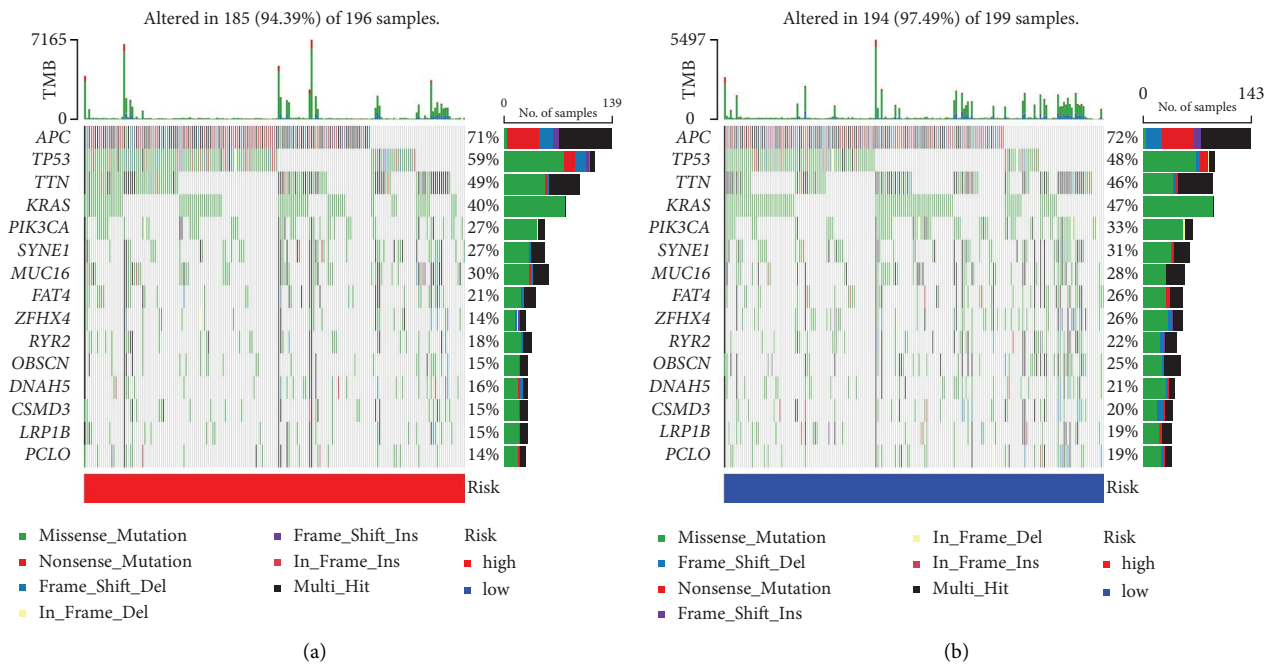 Altered in 185 (94.39%) of 196 samples.
7165
TMB
0
0 139
No. of samples
APC 71%
TP53 59%
TTN 49%
KRAS 40%
PIK3CA 27%
SYNE1 27%
MUC16 30%
FAT4 21%
ZFHX4 14%
RYR2 18%
OBSCN 15%
DNAH5 16%
CSMD3 15%
LRP1B 15%
PCLO 14%
Risk
Missense_Mutation
Nonsense_Mutation
Frame_Shift_Del
In_Frame_Del
Frame_Shift_Ins
In_Frame_Ins
Multi_Hit
Risk
high
low
(a)
Altered in 194 (97.49%) of 199 samples.
5497
TMB
0
0 143
No. of samples
APC 72%
TP53 48%
TTN 46%
KRAS 47%
PIK3CA 33%
SYNE1 31%
MUC16 28%
FAT4 26%
ZFHX4 26%
RYR2 22%
OBSCN 25%
DNAH5 21%
CSMD3 20%
LRP1B 19%
PCLO 19%
Risk
Missense_Mutation
Frame_Shift_Del
Nonsense_Mutation
Frame_Shift_Ins
In_Frame_Del
In_Frame_Ins
Multi_Hit
Risk
high
low
(b)